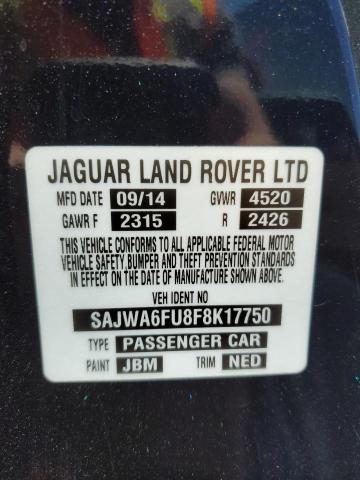 JAGUAR LAND ROVER LTD
MFD DATE 09/14 GVWR 4520
GAWR F 2315 R 2426
THIS VEHICLE CONFORMS TO ALL APPLICABLE FEDERAL MOTOR
VEHICLE SAFETY BUMPER AND THEFT PREVENTION STANDARDS
IN EFFECT ON THE DATE OF MANUFACTURE SHOWN ABOVE.
VEH IDENT NO
SAJWA6FU8F8K17750
TYPE PASSENGER CAR
PAINT JBM TRIM NED